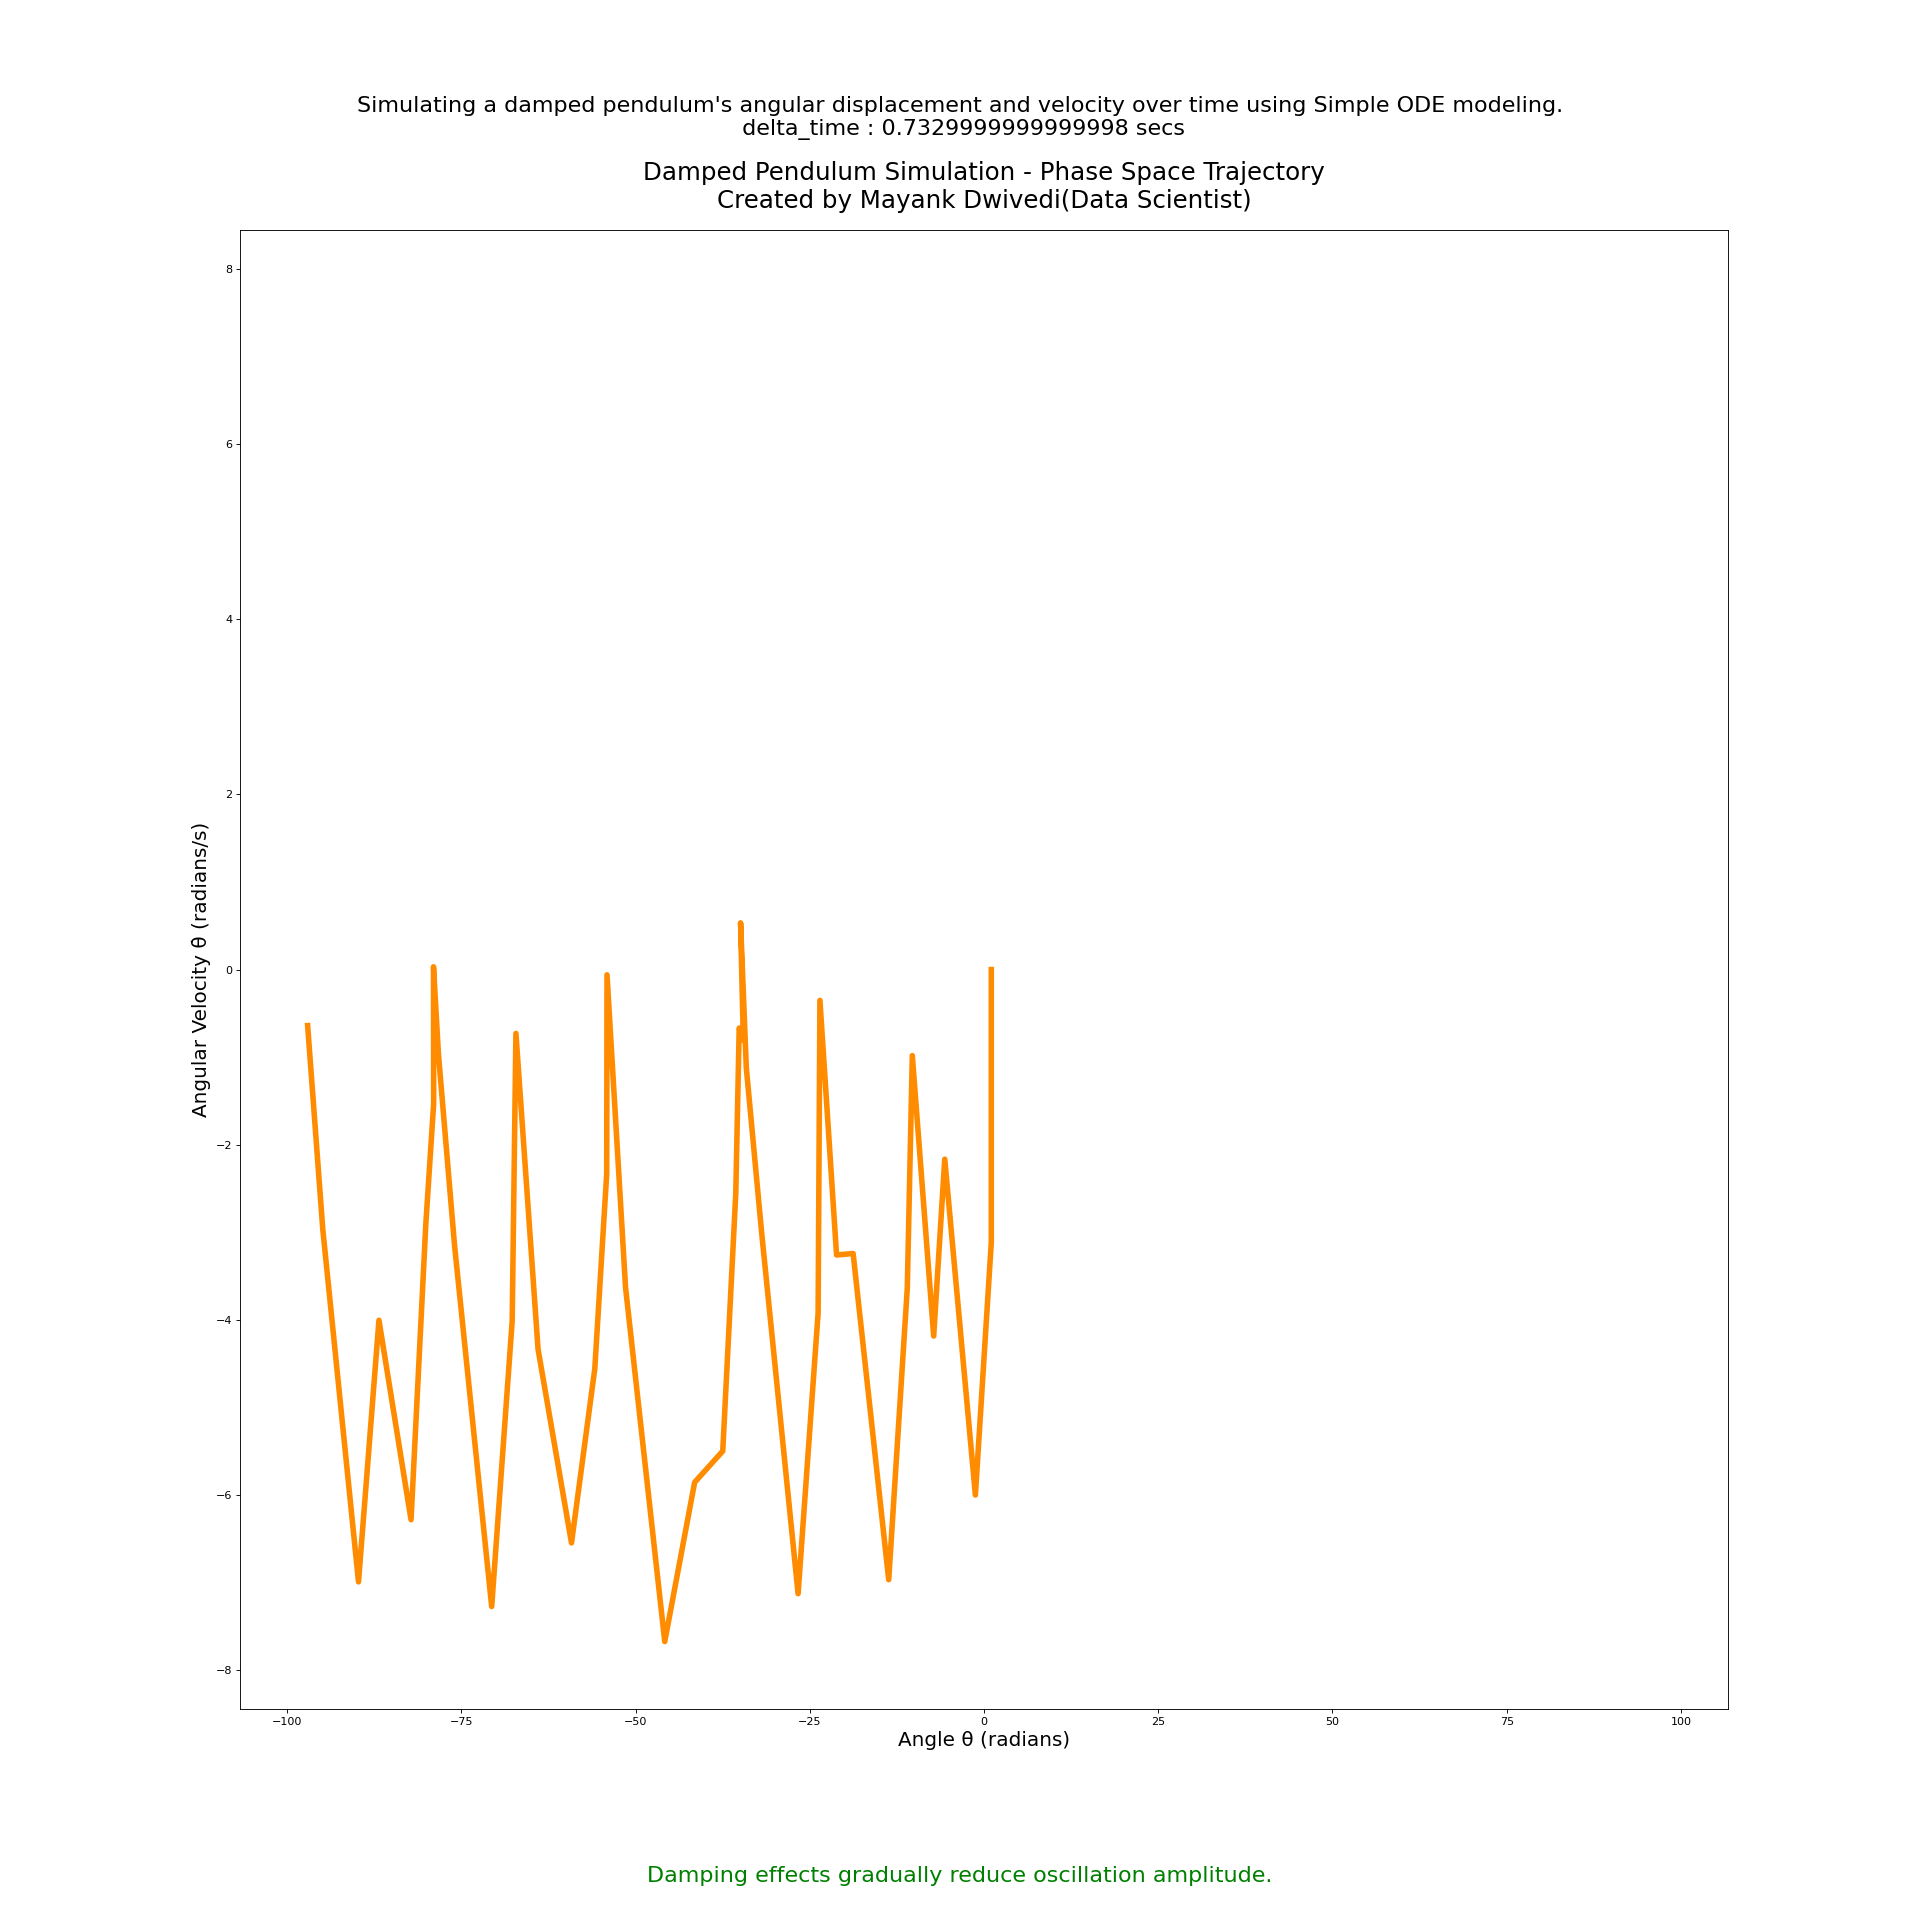 Simulating a damped pendulum's angular displacement and velocity over time using Simple ODE modeling.
delta_time : 0.7329999999999998 secs
Damped Pendulum Simulation - Phase Space Trajectory
Created by Mayank Dwivedi(Data Scientist)
8
6
4
2
0
−2
−4
−6
−8
Angular Velocity θ (radians/s)
−100
−75
−50
−25
0
25
50
75
100
Angle θ (radians)
Damping effects gradually reduce oscillation amplitude.